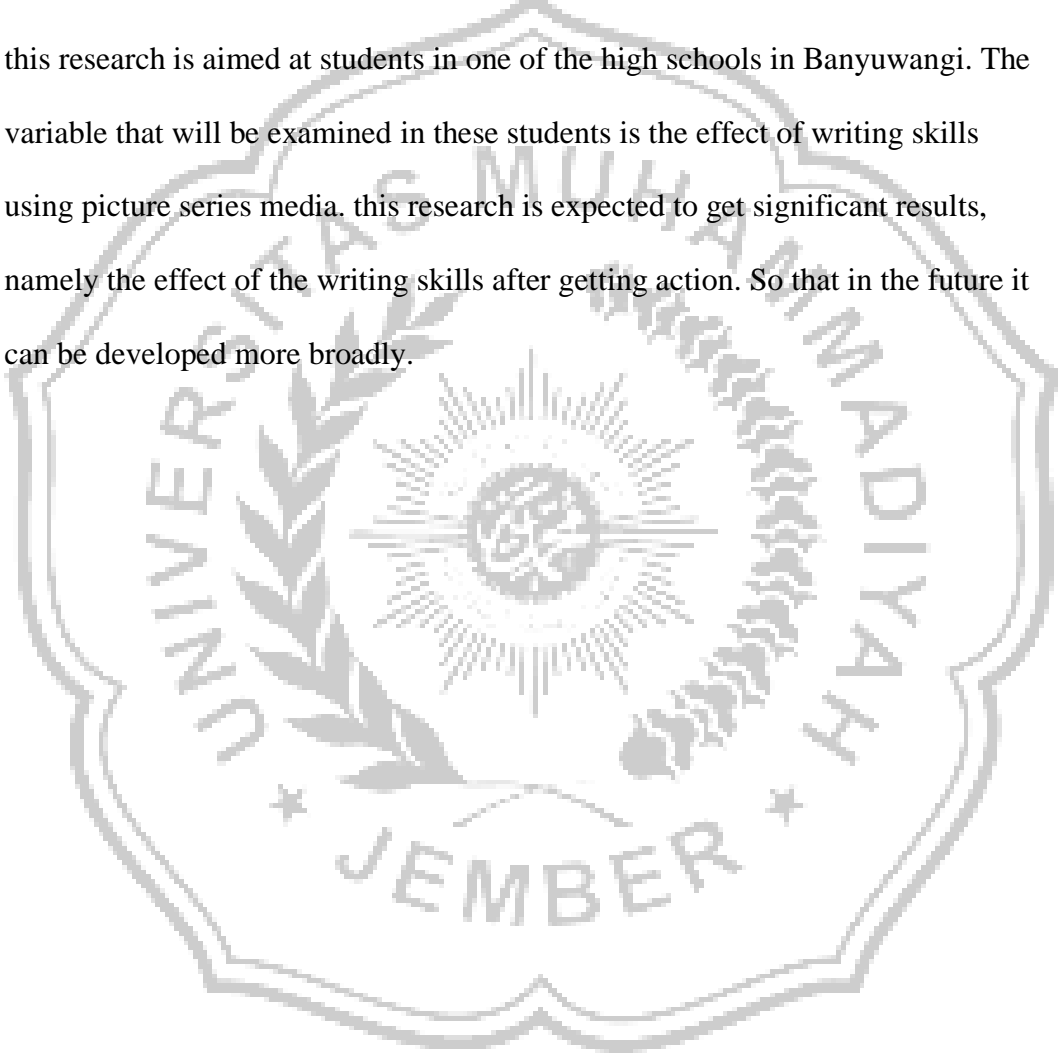 this research is aimed at students in one of the high schools in Banyuwangi. The
variable that will be examined in these students is the effect of writing skills
using picture series media. this research is expected to get significant results,
namely the effect of the writing skills after getting action. So that in the future it
can be developed more broadly.
UNIVERSITAS MUHAMMADIYAH
JEMBER